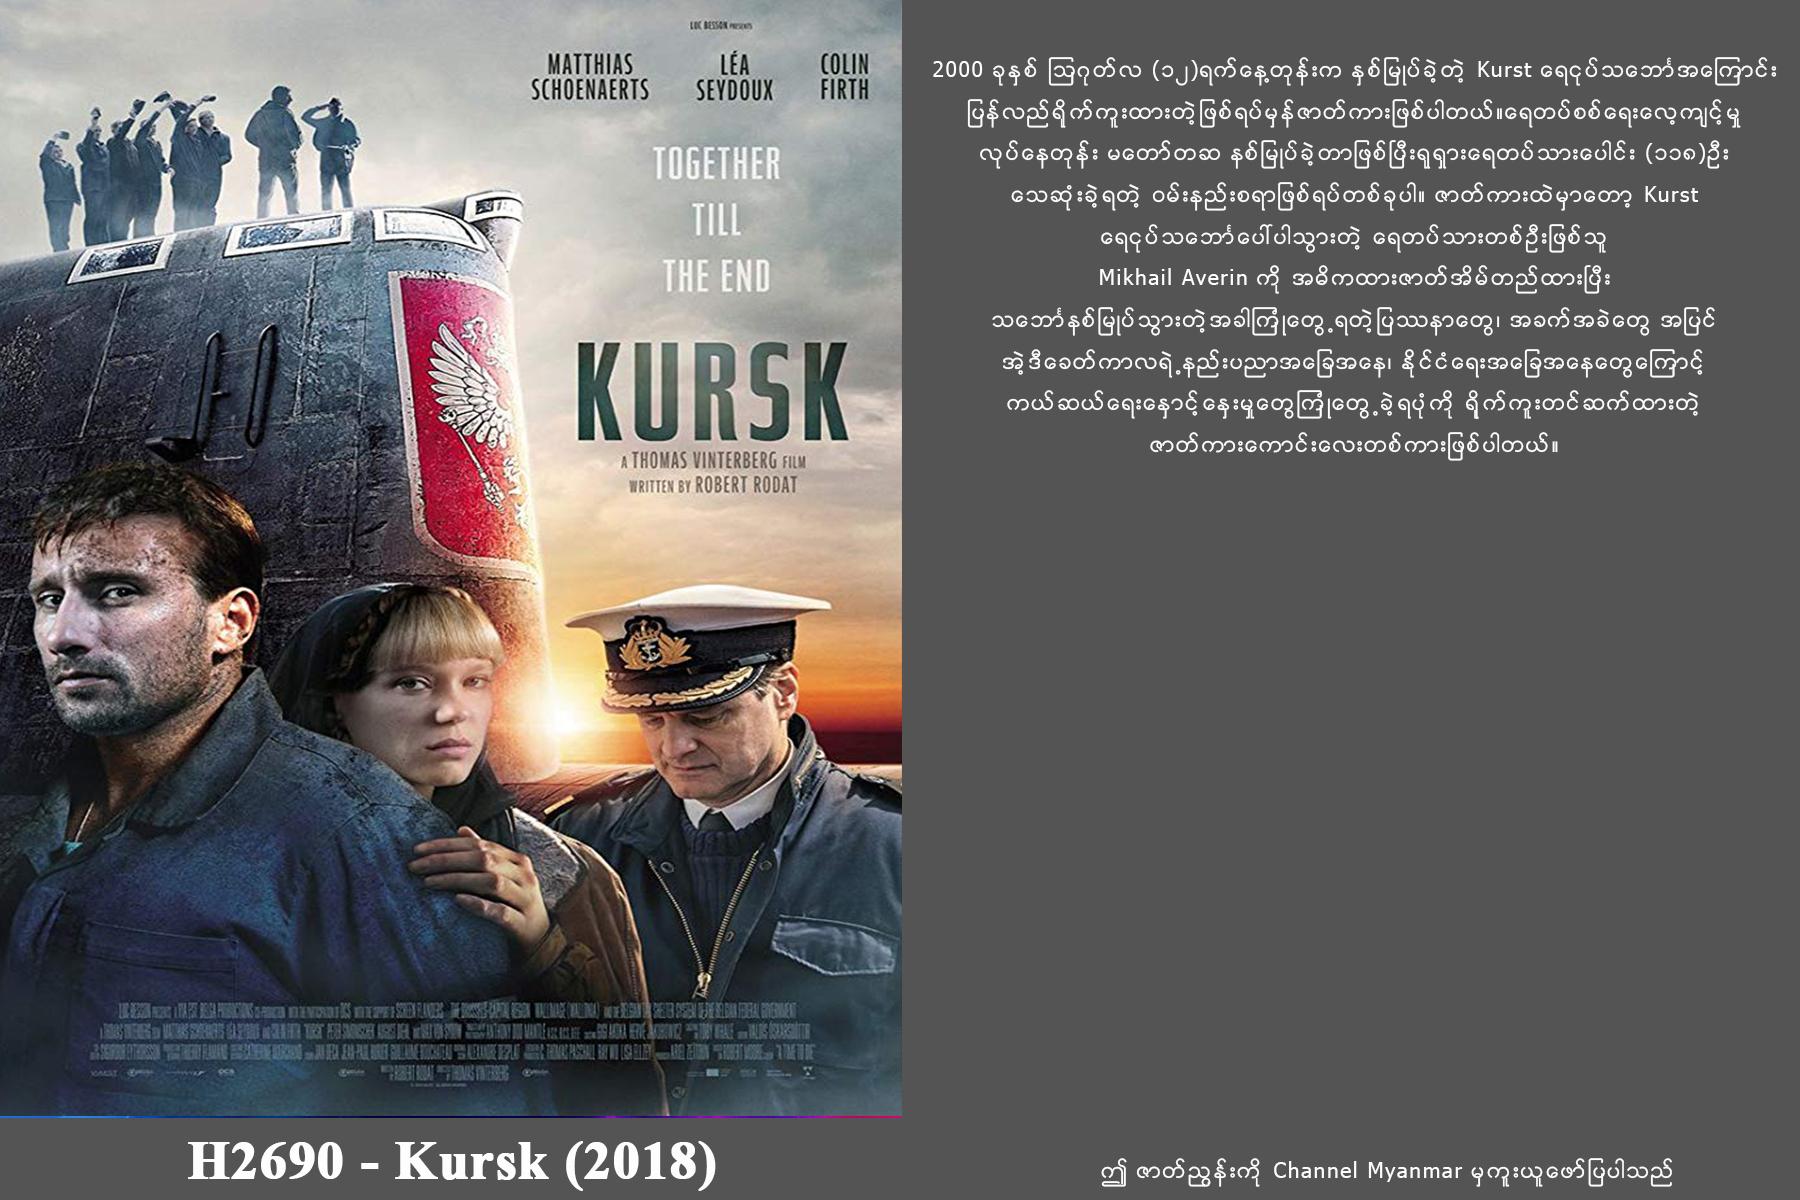 LUC BESSON PRESENTS
MATTHIAS SCHOENAERTS
LÉA SEYDOUX
COLIN FIRTH
TOGETHER
TILL
THE END
KURSK
A THOMAS VINTERBERG FILM
WRITTEN BY ROBERT RODAT
H2690 - Kursk (2018)
2000 ခုနှစ် ဩဂုတ်လ (၁၂)ရက်နေ့တုန်းက နှစ်မြုပ်ခဲ့တဲ့ Kurst ရေငုပ်သင်္ဘောအကြောင်း
ပြန်လည်ရိုက်ကူးထားတဲ့ဖြစ်ရပ်မှန်ဇာတ်ကားဖြစ်ပါတယ်။ရေတပ်စစ်ရေးလေ့ကျင့်မှု
လုပ်နေတုန်း မတော်တဆ နစ်မြုပ်ခဲ့တာဖြစ်ပြီးရုရှားရေတပ်သားပေါင်း (၁၁၈)ဦး
သေဆုံးခဲ့ရတဲ့ ဝမ်းနည်းစရာဖြစ်ရပ်တစ်ခုပါ။ ဇာတ်ကားထဲမှာတော့ Kurst
ရေငုပ်သင်္ဘောပေါ်ပါသွားတဲ့ ရေတပ်သားတစ်ဦးဖြစ်သူ
Mikhail Averin ကို အဓိကထားဇာတ်အိမ်တည်ထားပြီး
သင်္ဘောနစ်မြုပ်သွားတဲ့အခါကြုံတွေ့ရတဲ့ပြဿနာတွေ၊ အခက်အခဲတွေ အပြင်
အဲ့ဒီခေတ်ကာလရဲ့နည်းပညာအခြေအနေ၊ နိုင်ငံရေးအခြေအနေတွေကြောင့်
ကယ်ဆယ်ရေးနှောင့်နှေးမှုတွေကြုံတွေ့ခဲ့ရပုံကို ရိုက်ကူးတင်ဆက်ထားတဲ့
ဇာတ်ကားကောင်းလေးတစ်ကားဖြစ်ပါတယ်။
ဤ ဇာတ်ညွှန်းကို Channel Myanmar မှကူးယူဖော်ပြပါသည်